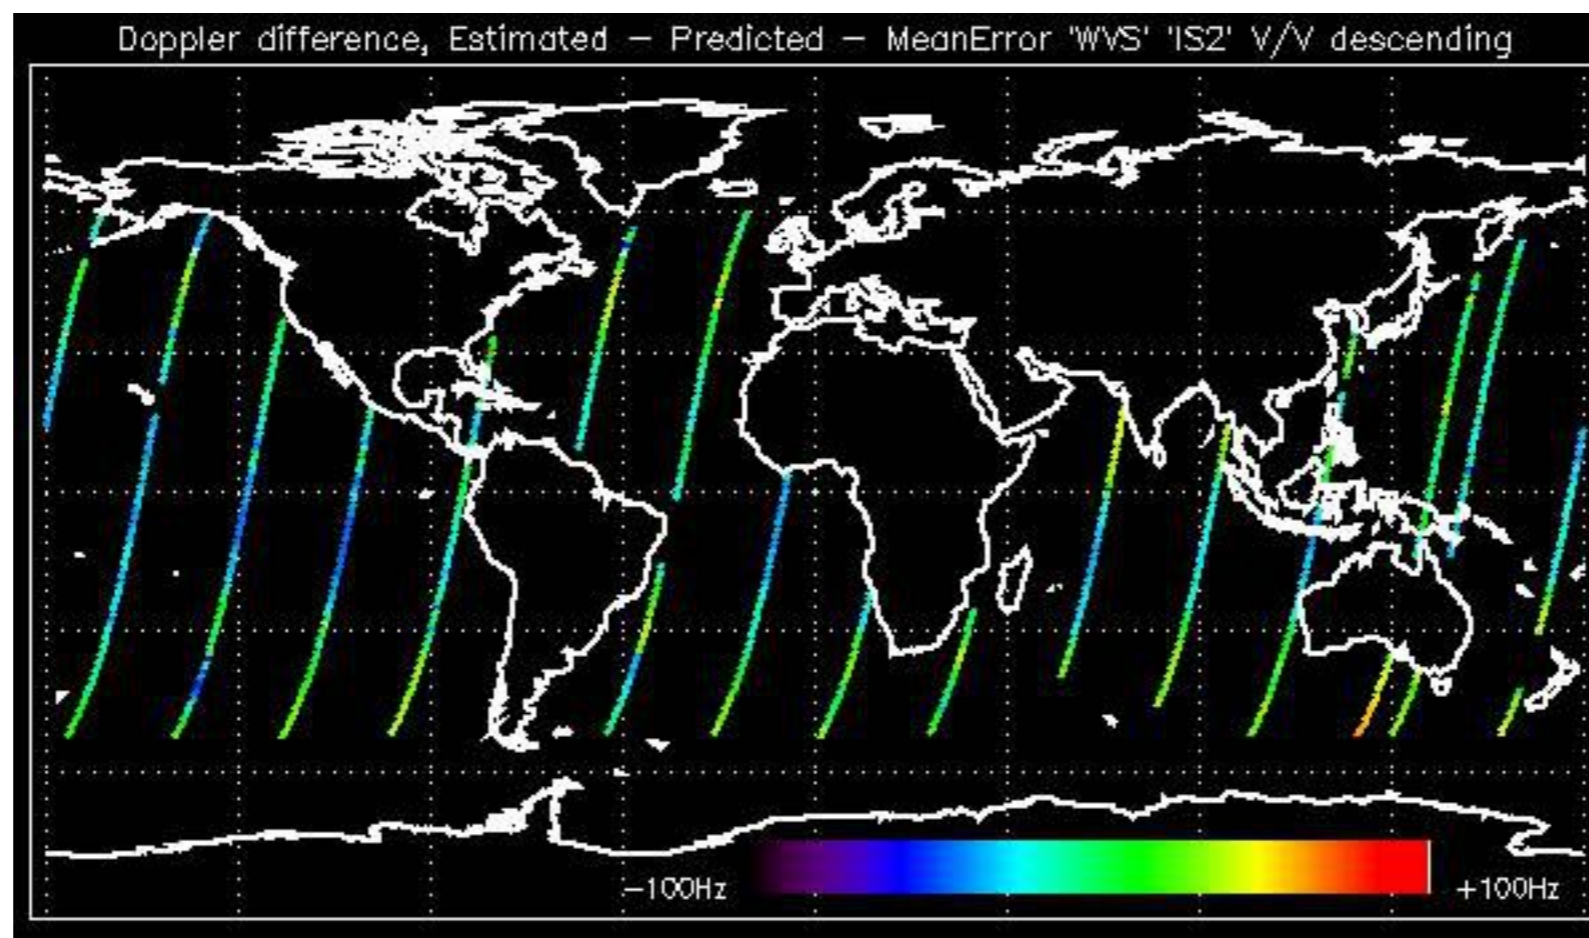 Doppler difference, Estimated – Predicted – MeanError 'WVS' 'IS2' V/V descending
–100Hz
+100Hz